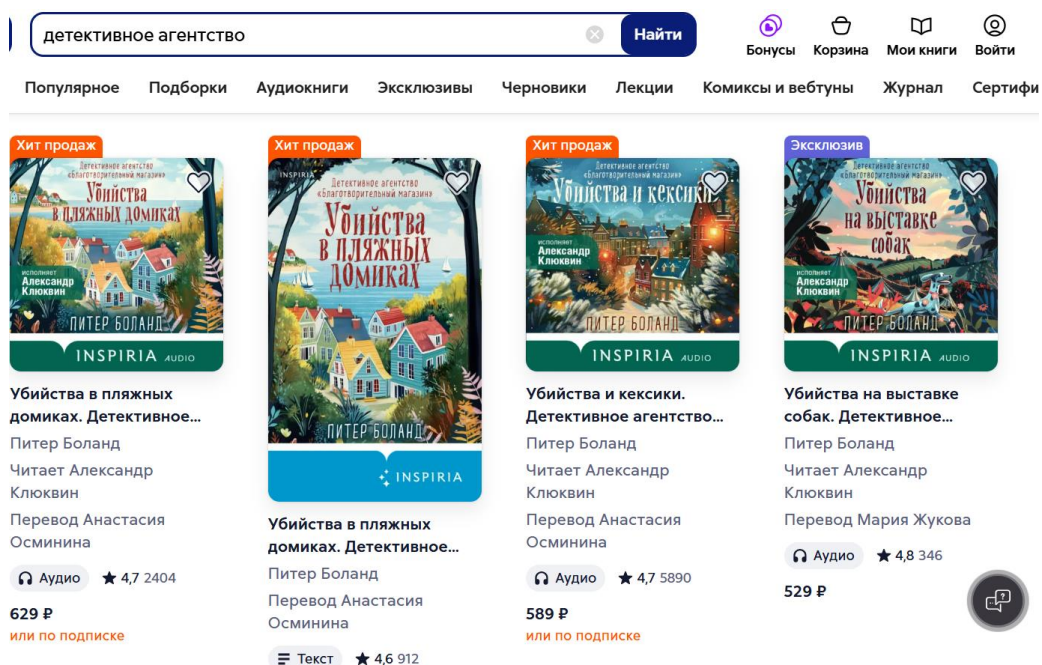 детективное агентство
Найти
Бонусы
Корзина
Мои книги
Войти
Популярное
Подборки
Аудиокниги
Эксклюзивы
Черновики
Лекции
Комиксы и вебтуны
Журнал
Сертифи
Хит продаж
Детективное агентство
«Благотворительный магазин»
Убийства
в пляжных домиках
исполняет
Александр
Клюквин
ПИТЕР БОЛАНД
INSPIRIA AUDIO
Убийства в пляжных
домиках. Детективное...
Питер Боланд
Читает Александр
Клюквин
Перевод Анастасия
Осминина
Аудио
4,7 2404
629 ₽
или по подписке
Хит продаж
INSPIRIA
Детективное агентство
«Благотворительный магазин»
Убийства
в пляжных
домиках
ПИТЕР БОЛАНД
INSPIRIA
Убийства в пляжных
домиках. Детективное...
Питер Боланд
Перевод Анастасия
Осминина
Текст
4,6 912
Хит продаж
Детективное агентство
«Благотворительный магазин»
Убийства и кексики
исполняет
Александр
Клюквин
ПИТЕР БОЛАНД
INSPIRIA AUDIO
Убийства и кексики.
Детективное агентство...
Питер Боланд
Читает Александр
Клюквин
Перевод Анастасия
Осминина
Аудио
4,7 5890
589 ₽
или по подписке
Эксклюзив
Детективное агентство
«Благотворительный магазин»
Убийства
на выставке
собак
исполняет
Александр
Клюквин
ПИТЕР БОЛАНД
INSPIRIA AUDIO
Убийства на выставке
собак. Детективное...
Питер Боланд
Читает Александр
Клюквин
Перевод Мария Жукова
Аудио
4,8 346
529 ₽